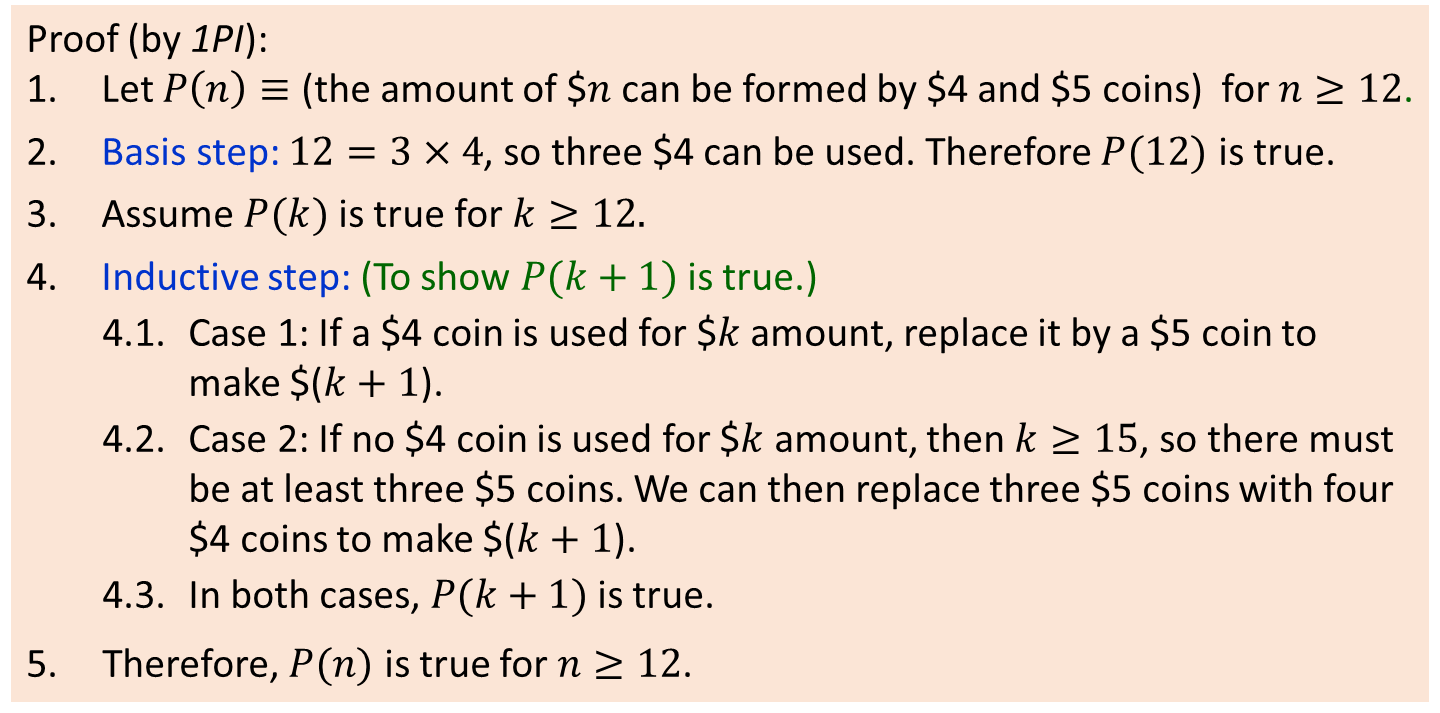 Proof (by 1PI):
1. Let P(n) ≡ (the amount of $n can be formed by $4 and $5 coins) for n ≥ 12.
2. Basis step: 12 = 3 × 4, so three $4 can be used. Therefore P(12) is true.
3. Assume P(k) is true for k ≥ 12.
4. Inductive step: (To show P(k + 1) is true.)
4.1. Case 1: If a $4 coin is used for $k amount, replace it by a $5 coin to
make $(k + 1).
4.2. Case 2: If no $4 coin is used for $k amount, then k ≥ 15, so there must
be at least three $5 coins. We can then replace three $5 coins with four
$4 coins to make $(k + 1).
4.3. In both cases, P(k + 1) is true.
5. Therefore, P(n) is true for n ≥ 12.